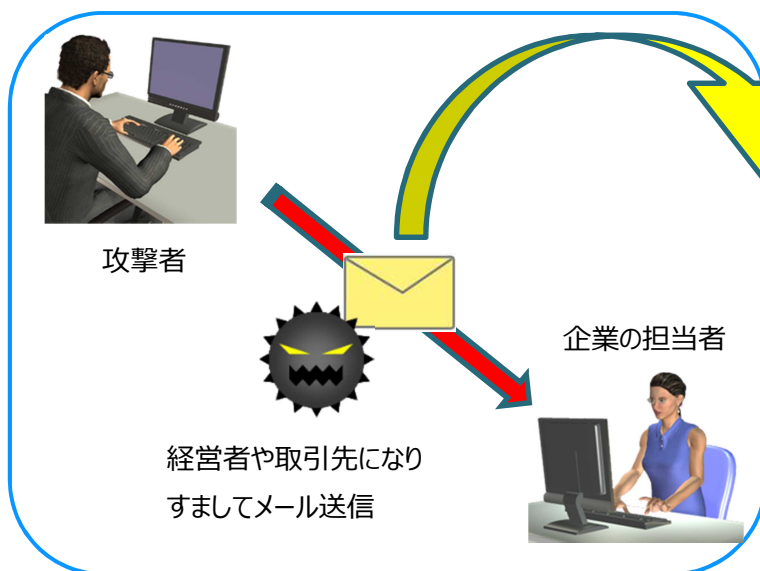 攻撃者
企業の担当者
経営者や取引先になり
すましてメール送信